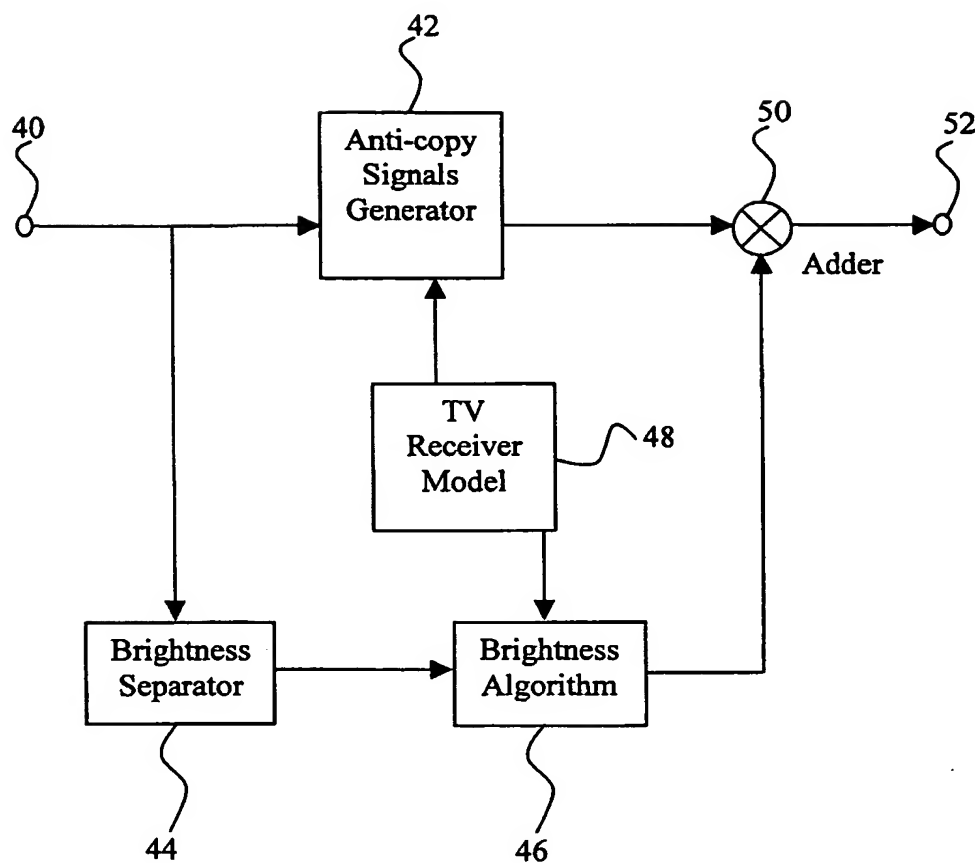 42
40
Anti-copy
Signals
Generator
50
52
Adder
TV
Receiver
Model
48
Brightness
Separator
Brightness
Algorithm
44
46